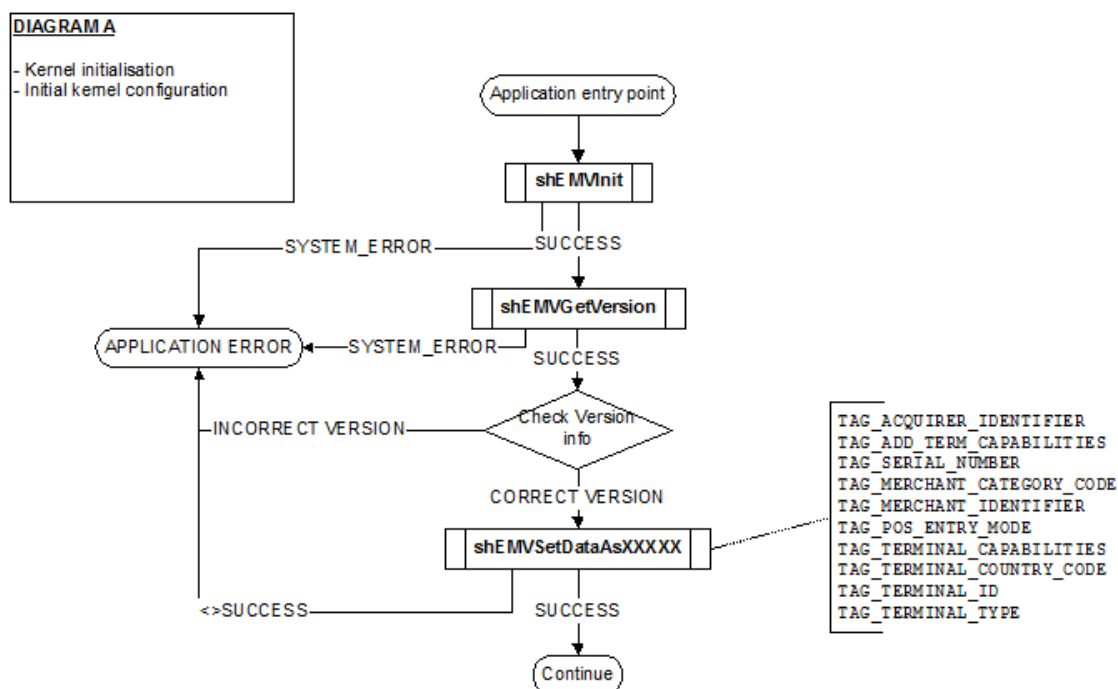 DIAGRAM A
- Kernel initialisation
- Initial kernel configuration
Application entry point
shEMVInit
SYSTEM_ERROR
SUCCESS
shEMVGetVersion
APPLICATION ERROR
SYSTEM_ERROR
SUCCESS
Check Version
info
INCORRECT VERSION
CORRECT VERSION
shEMVSetDataAsXXXXX
TAG_ACQUIRER_IDENTIFIER
TAG_ADD_TERM_CAPABILITIES
TAG_SERIAL_NUMBER
TAG_MERCHANT_CATEGORY_CODE
TAG_MERCHANT_IDENTIFIER
TAG_POS_ENTRY_MODE
TAG_TERMINAL_CAPABILITIES
TAG_TERMINAL_COUNTRY_CODE
TAG_TERMINAL_ID
TAG_TERMINAL_TYPE
<>SUCCESS
SUCCESS
Continue